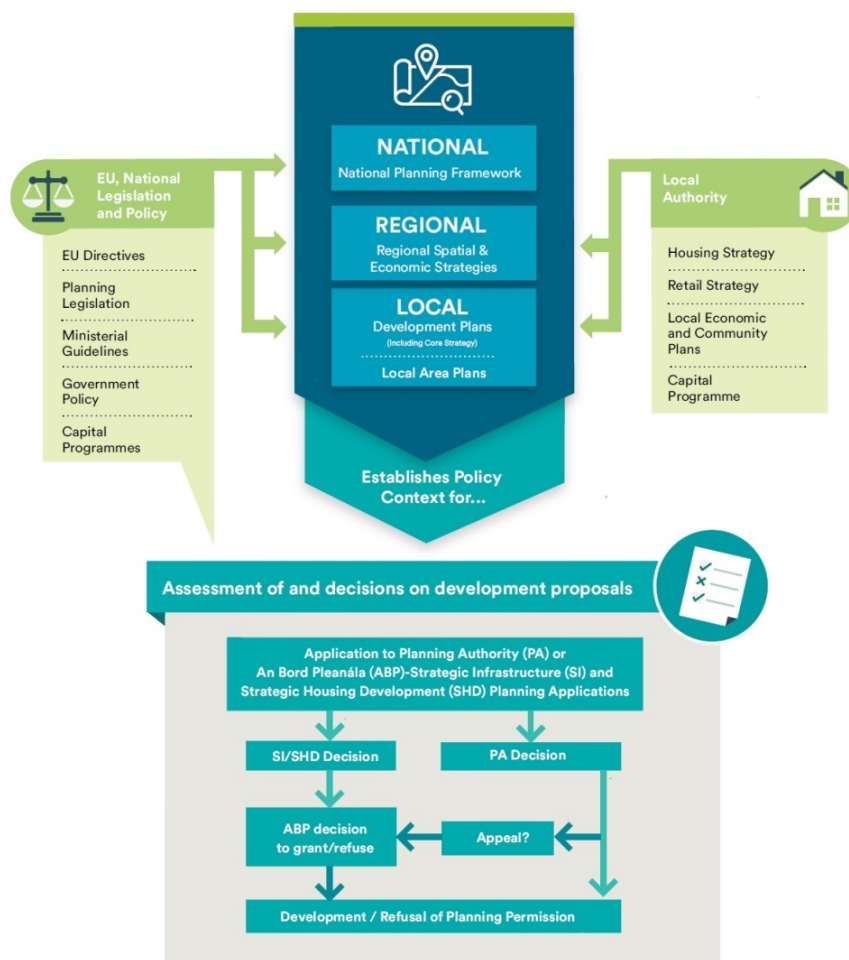 NATIONAL
National Planning Framework
REGIONAL
Regional Spatial &
Economic Strategies
LOCAL
Development Plans
(Including Core Strategy)
Local Area Plans
EU, National
Legislation
and Policy
EU Directives
Planning
Legislation
Ministerial
Guidelines
Government
Policy
Capital
Programmes
Local
Authority
Housing Strategy
Retail Strategy
Local Economic
and Community
Plans
Capital
Programme
Establishes Policy
Context for...
Assessment of and decisions on development proposals
Application to Planning Authority (PA) or
An Bord Pleanála (ABP)-Strategic Infrastructure (SI) and
Strategic Housing Development (SHD) Planning Applications
SI/SHD Decision
PA Decision
ABP decision
to grant/refuse
Appeal?
Development / Refusal of Planning Permission